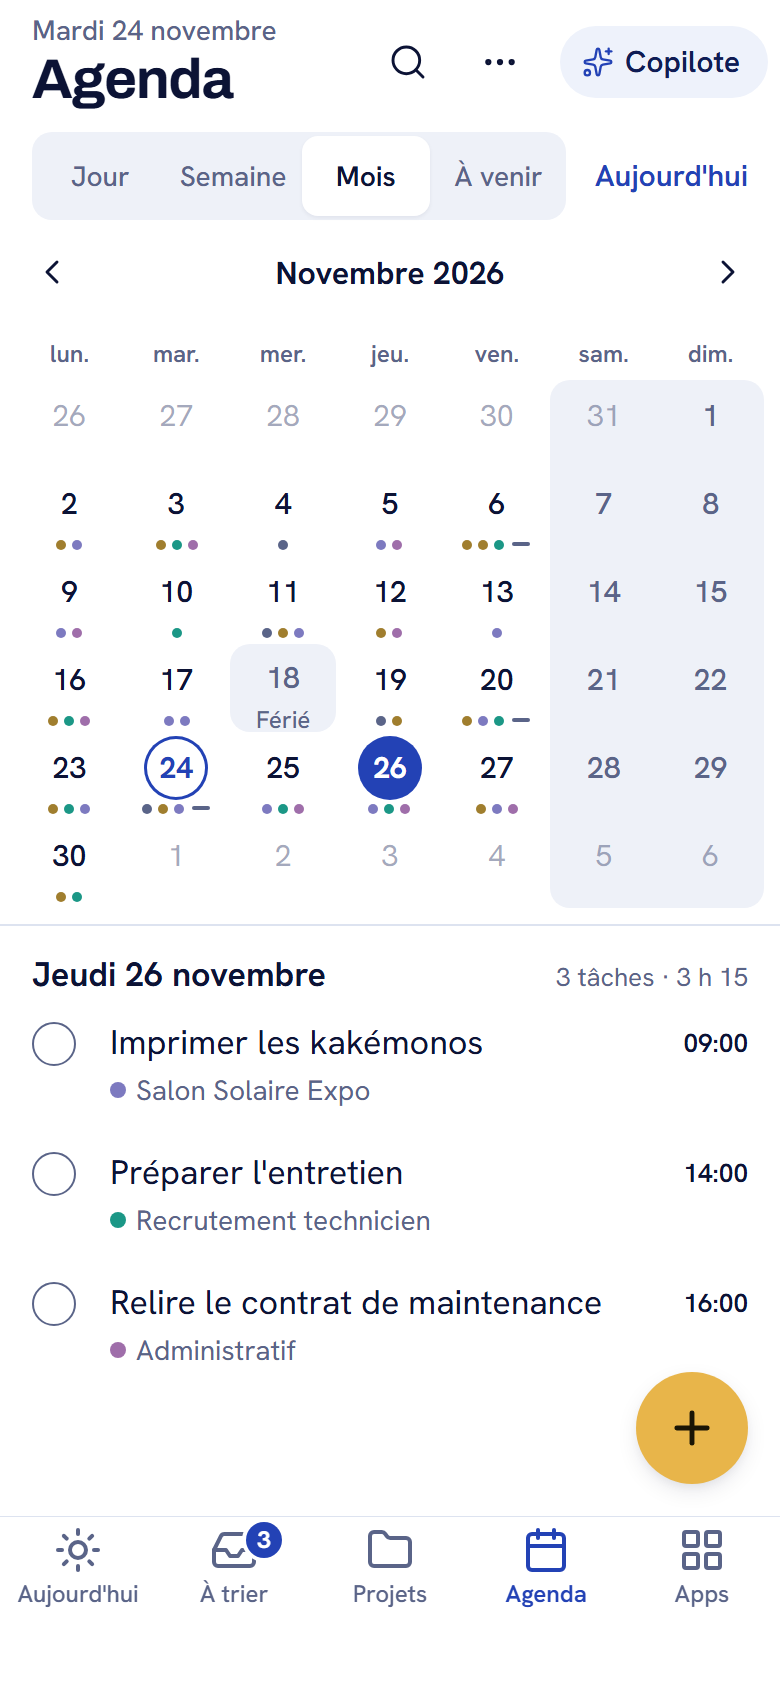 Mardi 24 novembre
Agenda
Copilote
Jour Semaine Mois À venir Aujourd'hui
Novembre 2026
lun. mar. mer. jeu. ven. sam. dim.
26 27 28 29 30 31 1
2 3 4 5 6 7 8
9 10 11 12 13 14 15
16 17 18 19 20 21 22
Férié
23 24 25 26 27 28 29
30 1 2 3 4 5 6
Jeudi 26 novembre 3 tâches · 3 h 15
Imprimer les kakémonos 09:00
Salon Solaire Expo
Préparer l'entretien 14:00
Recrutement technicien
Relire le contrat de maintenance 16:00
Administratif
3
Aujourd'hui À trier Projets Agenda Apps